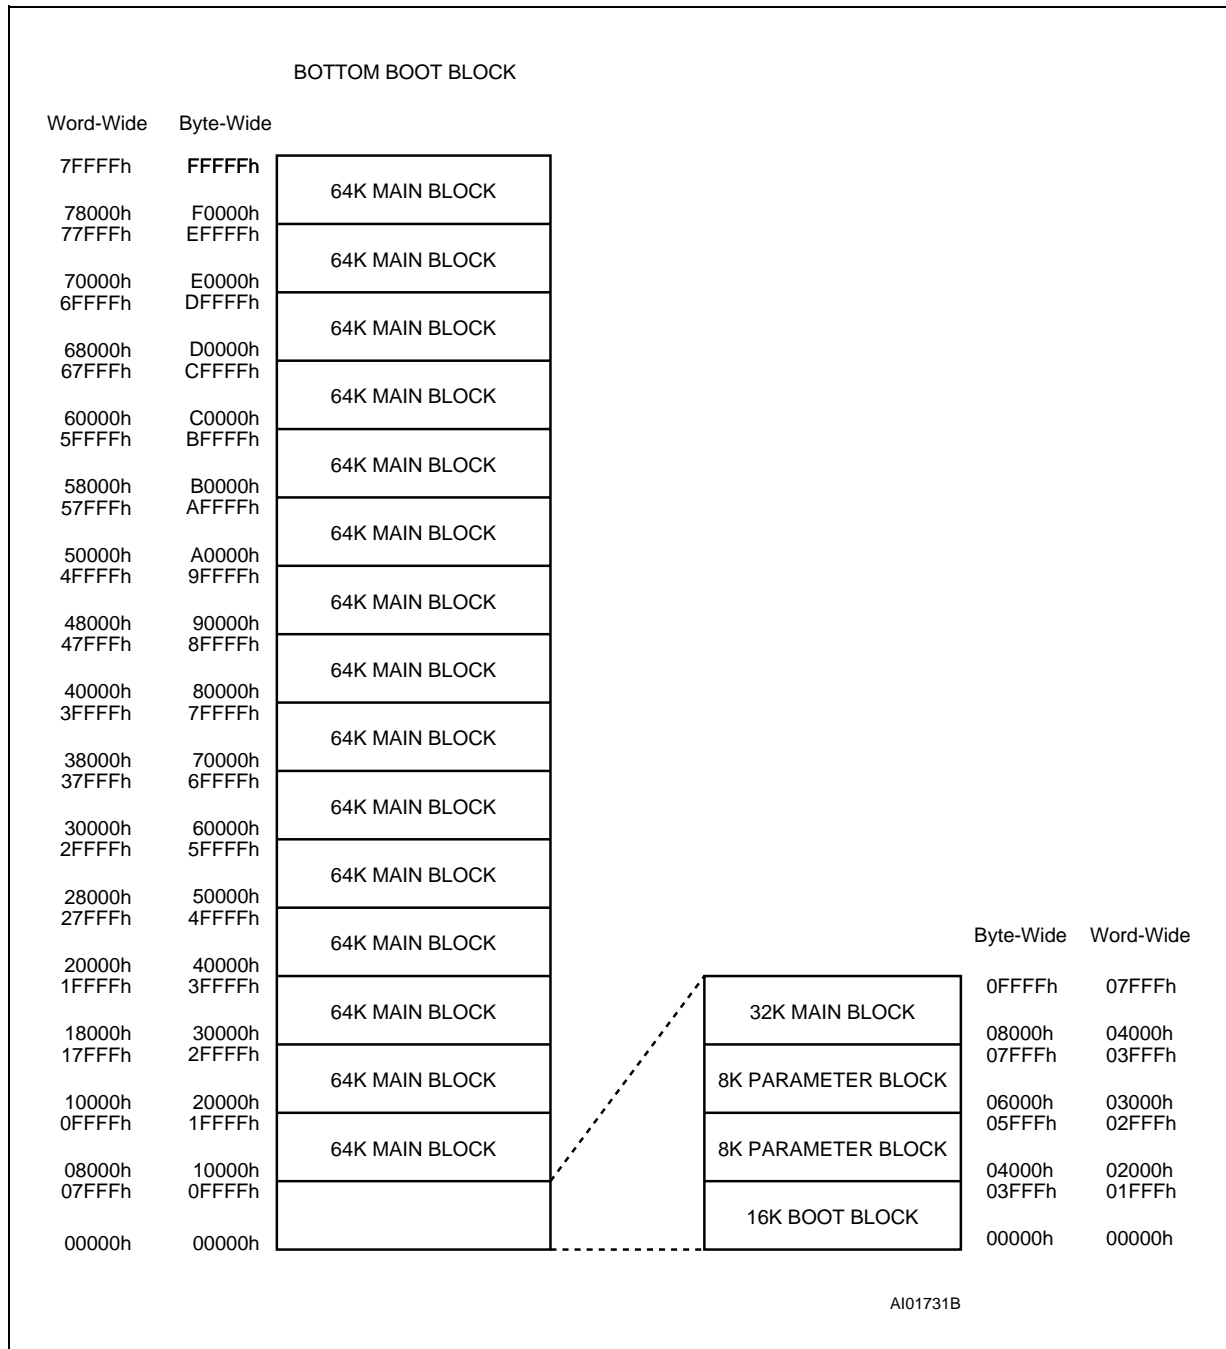 BOTTOM BOOT BLOCK
Word-Wide Byte-Wide
7FFFFh FFFFFh
64K MAIN BLOCK
78000h F0000h
77FFFh EFFFFh
64K MAIN BLOCK
70000h E0000h
6FFFFh DFFFFh
64K MAIN BLOCK
68000h D0000h
67FFFh CFFFFh
64K MAIN BLOCK
60000h C0000h
5FFFFh BFFFFh
64K MAIN BLOCK
58000h B0000h
57FFFh AFFFFh
64K MAIN BLOCK
50000h A0000h
4FFFFh 9FFFFh
64K MAIN BLOCK
48000h 90000h
47FFFh 8FFFFh
64K MAIN BLOCK
40000h 80000h
3FFFFh 7FFFFh
64K MAIN BLOCK
38000h 70000h
37FFFh 6FFFFh
64K MAIN BLOCK
30000h 60000h
2FFFFh 5FFFFh
64K MAIN BLOCK
28000h 50000h
27FFFh 4FFFFh
64K MAIN BLOCK
20000h 40000h
1FFFFh 3FFFFh
64K MAIN BLOCK
18000h 30000h
17FFFh 2FFFFh
64K MAIN BLOCK
10000h 20000h
0FFFFh 1FFFFh
64K MAIN BLOCK
08000h 10000h
07FFFh 0FFFFh
00000h 00000h
Byte-Wide Word-Wide
0FFFFh 07FFFh
32K MAIN BLOCK
08000h 04000h
07FFFh 03FFFh
8K PARAMETER BLOCK
06000h 03000h
05FFFh 02FFFh
8K PARAMETER BLOCK
04000h 02000h
03FFFh 01FFFh
16K BOOT BLOCK
00000h 00000h
AI01731B